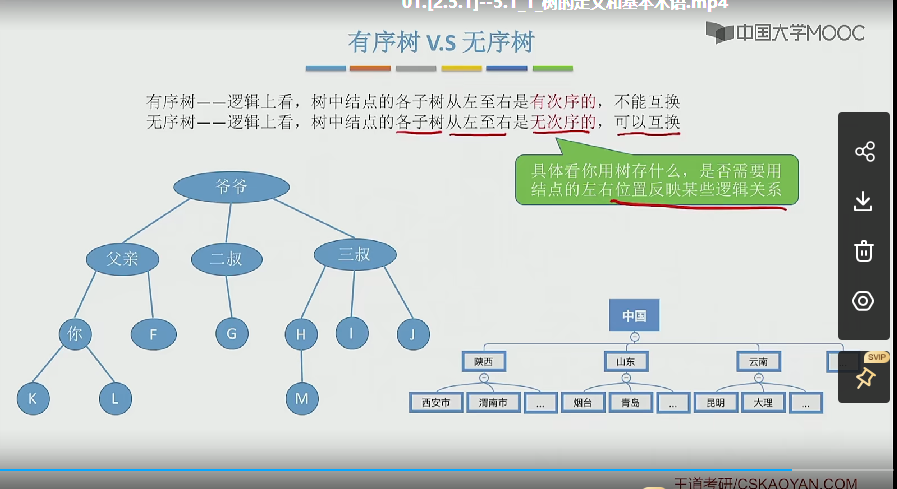 01.[2.5.1]--5.1_1_树的定义和基本术语.mp4
中国大学MOOC
有序树 V.S 无序树
有序树——逻辑上看，树中结点的各子树从左至右是有次序的，不能互换
无序树——逻辑上看，树中结点的各子树从左至右是无次序的，可以互换
具体看你用树存什么，是否需要用
结点的左右位置反映某些逻辑关系
爷爷
父亲 二叔 三叔
你 F G H I J
K L M
中国
陕西 山东 云南 ...
西安市 渭南市 ... 烟台 青岛 ... 昆明 大理 ...
SVIP
王道考研/CSKAOYAN.COM